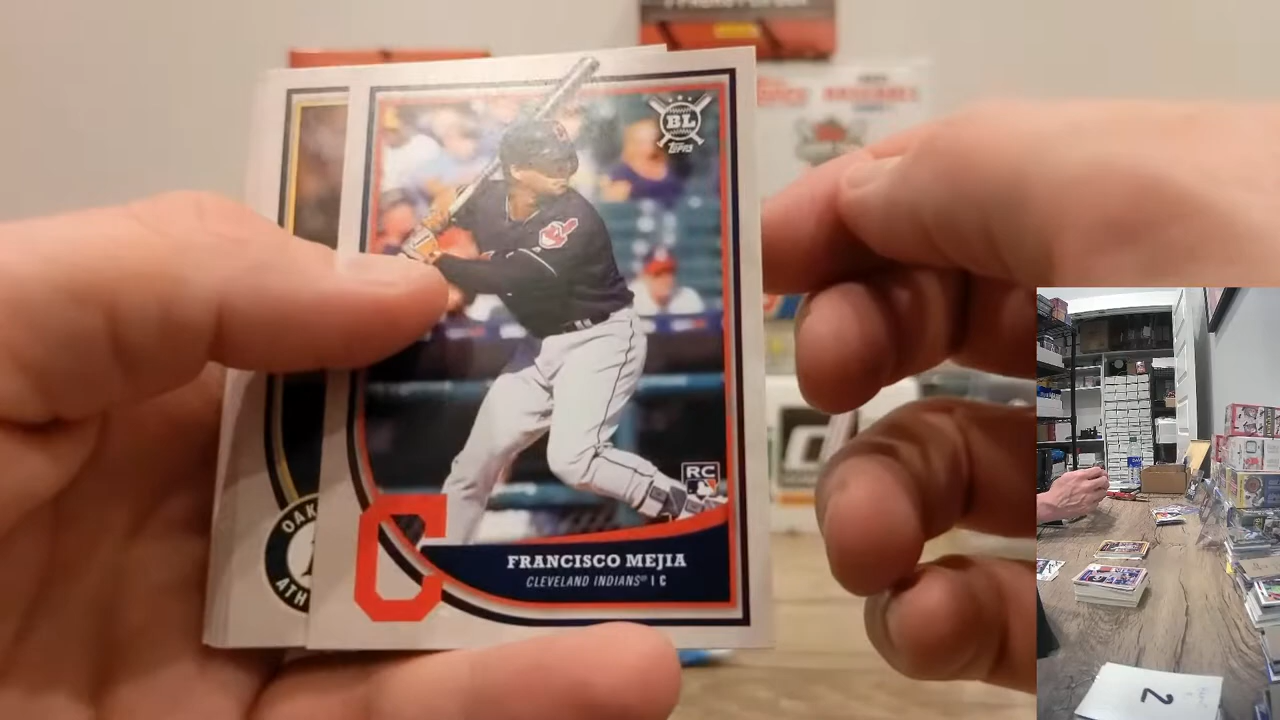 BL
topps
RC
C
FRANCISCO MEJIA
CLEVELAND INDIANS | C
OAK
ATH
2